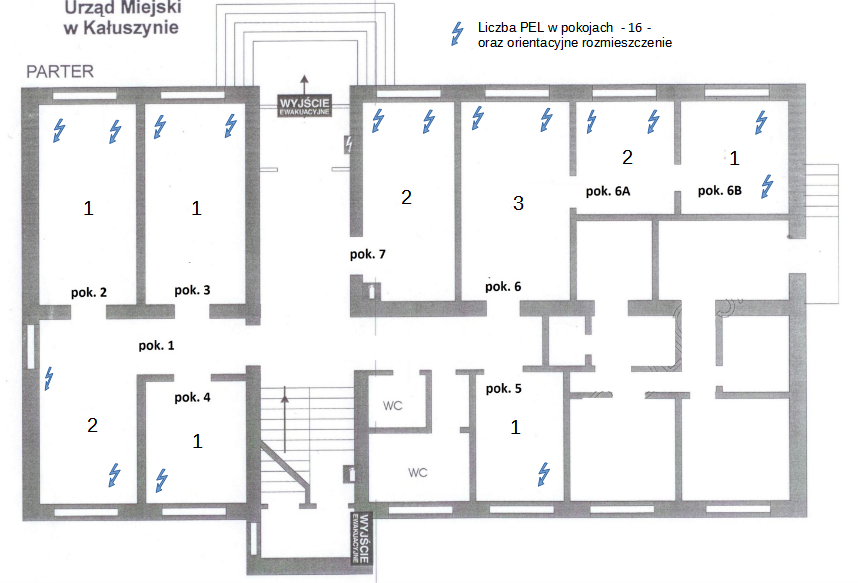 Urząd Miejski
w Kałuszynie
Liczba PEL w pokojach - 16 -
oraz orientacyjne rozmieszczenie
PARTER
WYJŚCIE
EWAKUACYJNE
1
1
2
3
2
1
pok. 6A
pok. 6B
pok. 7
pok. 2
pok. 3
pok. 6
pok. 1
pok. 4
pok. 5
WC
2
1
1
WC
WYJŚCIE
EWAKUACYJNE